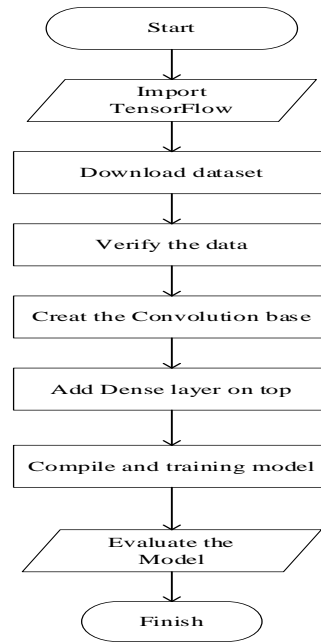 Start
Import
TensorFlow
Download dataset
Verify the data
Creat the Convolution base
Add Dense layer on top
Compile and training model
Evaluate the
Model
Finish